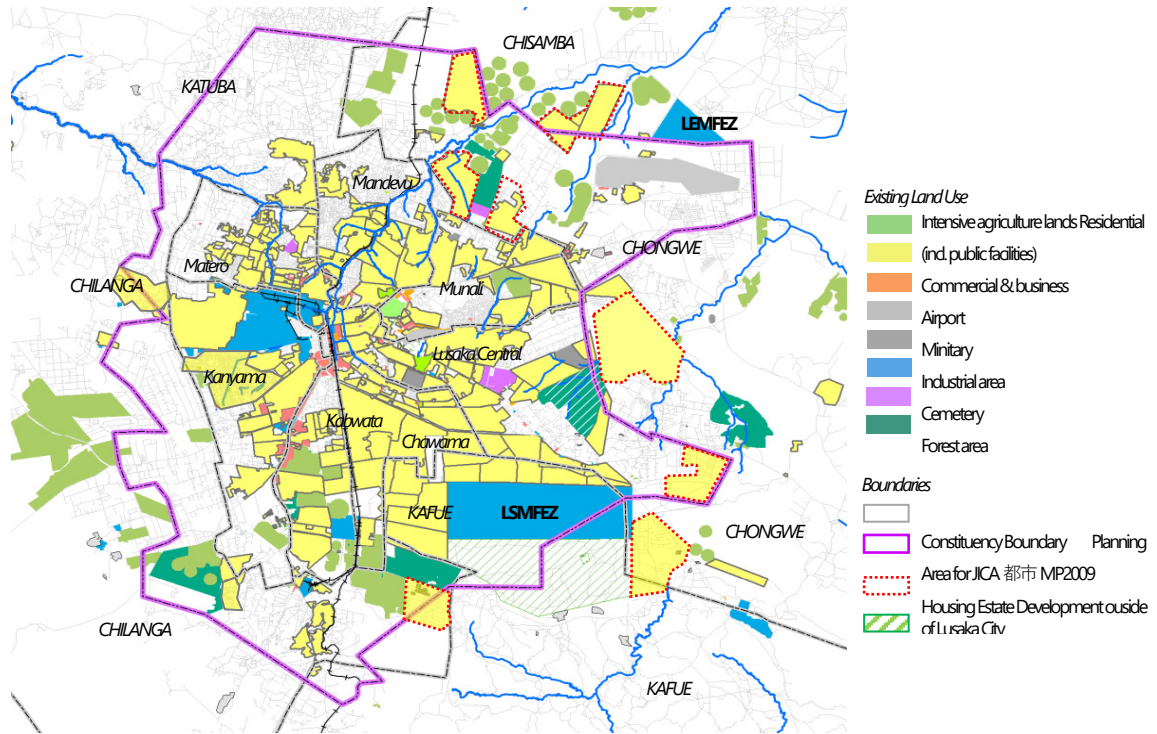 CHISAMBA
KATUBA
LEMFEZ
Mandevu
CHONGWE
Matero
CHILANGA
Munali
Lusaka Central
Kanyama
Kabwata
Chawama
KAFUE
LSMFEZ
CHONGWE
CHILANGA
KAFUE
Existing Land Use
Intensive agriculture lands Residential
(incl. public facilities)
Commercial & business
Airport
Minitary
Industrial area
Cemetery
Forest area
Boundaries
Constituency Boundary Planning
Area for JICA 都市 MP2009
Housing Estate Development ouside
of Lusaka City